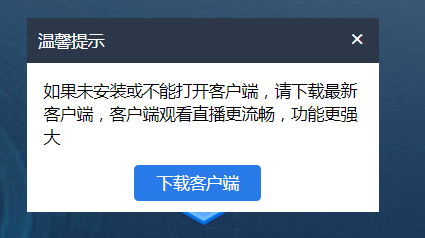 温馨提示
如果未安装或不能打开客户端，请下载最新
客户端，客户端观看直播更流畅，功能更强
大
下载客户端